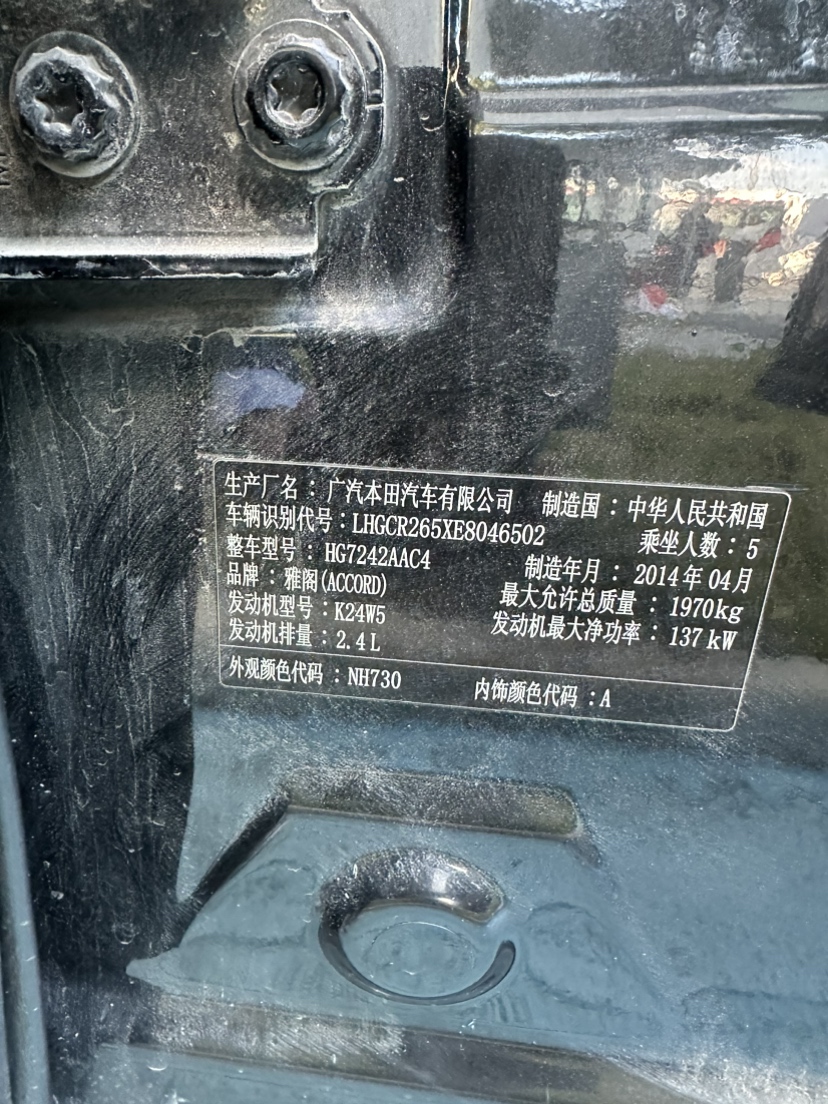 生产厂名：广汽本田汽车有限公司 制造国：中华人民共和国
车辆识别代号：LHGCR265XE8046502 乘坐人数：5
整车型号：HG7242AAC4 制造年月：2014年04月
品牌：雅阁(ACCORD) 最大允许总质量：1970kg
发动机型号：K24W5 发动机最大净功率：137kW
发动机排量：2.4L
外观颜色代码：NH730 内饰颜色代码：A